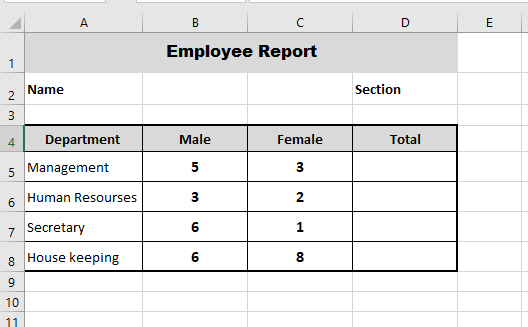 A B C D E
1 Employee Report
2 Name Section
3
4 Department Male Female Total
5 Management 5 3
6 Human Resourses 3 2
7 Secretary 6 1
8 House keeping 6 8
9
10
11